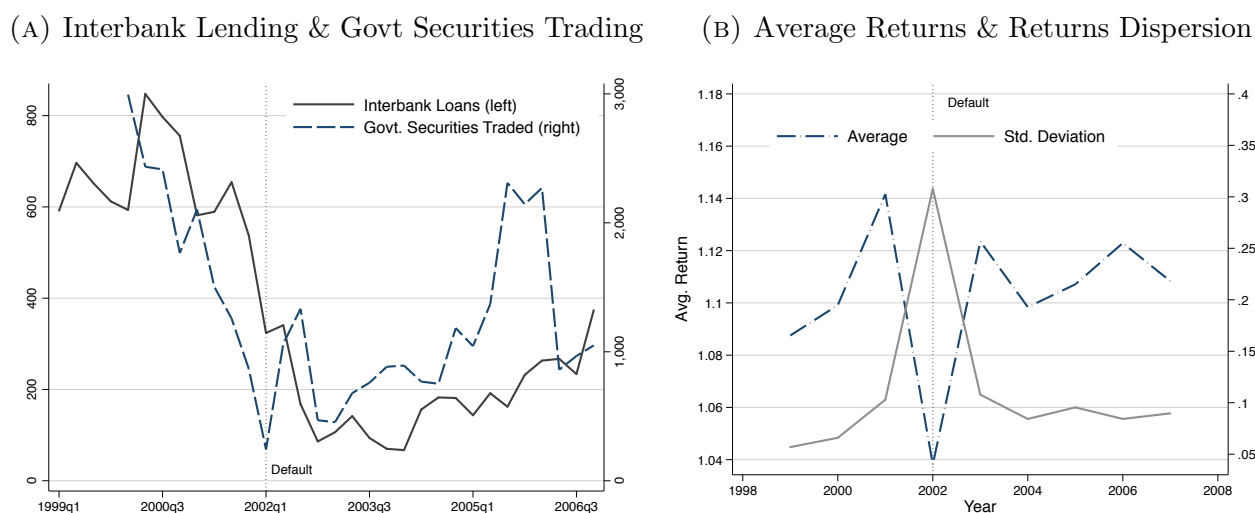 (A) Interbank Lending & Govt Securities Trading
800
600
400
200
0
3,000
2,000
1,000
0
Interbank Loans (left)
Govt. Securities Traded (right)
Default
1999q1 2000q3 2002q1 2003q3 2005q1 2006q3
(B) Average Returns & Returns Dispersion
Avg. Return
1.18
1.16
1.14
1.12
1.1
1.08
1.06
1.04
.4
.35
.3
.25
.2
.15
.1
.05
Default
Average Std. Deviation
1998 2000 2002 2004 2006 2008
Year